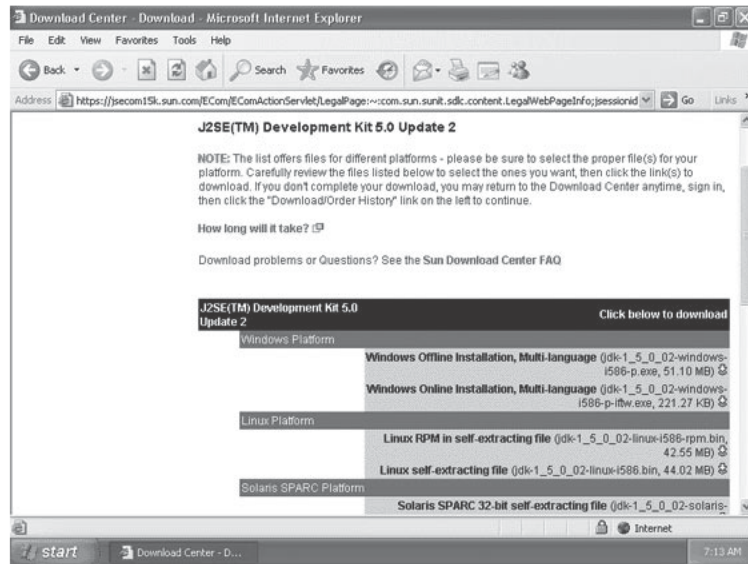 Download Center - Download - Microsoft Internet Explorer
File Edit View Favorites Tools Help
Back Search Favorites
Address https://jsecom15k.sun.com/ECom/EComActionServlet/LegalPage:~:com.sun.sunit.sdlc.content.LegalWebPageInfo;jsessionid Go Links »
J2SE(TM) Development Kit 5.0 Update 2
NOTE: The list offers files for different platforms - please be sure to select the proper file(s) for your
platform. Carefully review the files listed below to select the ones you want, then click the link(s) to
download. If you don't complete your download, you may return to the Download Center anytime, sign in,
then click the "Download/Order History" link on the left to continue.
How long will it take?
Download problems or Questions? See the Sun Download Center FAQ
J2SE(TM) Development Kit 5.0
Update 2
Click below to download
Windows Platform
Windows Offline Installation, Multi-language (jdk-1_5_0_02-windows-
i586-p.exe, 51.10 MB)
Windows Online Installation, Multi-language (jdk-1_5_0_02-windows-
i586-p-iftw.exe, 221.27 KB)
Linux Platform
Linux RPM in self-extracting file (jdk-1_5_0_02-linux-i586-rpm.bin,
42.55 MB)
Linux self-extracting file (jdk-1_5_0_02-linux-i586.bin, 44.02 MB)
Solaris SPARC Platform
Solaris SPARC 32-bit self-extracting file (jdk-1_5_0_02-solaris-
Internet
start Download Center - D... 7:13 AM